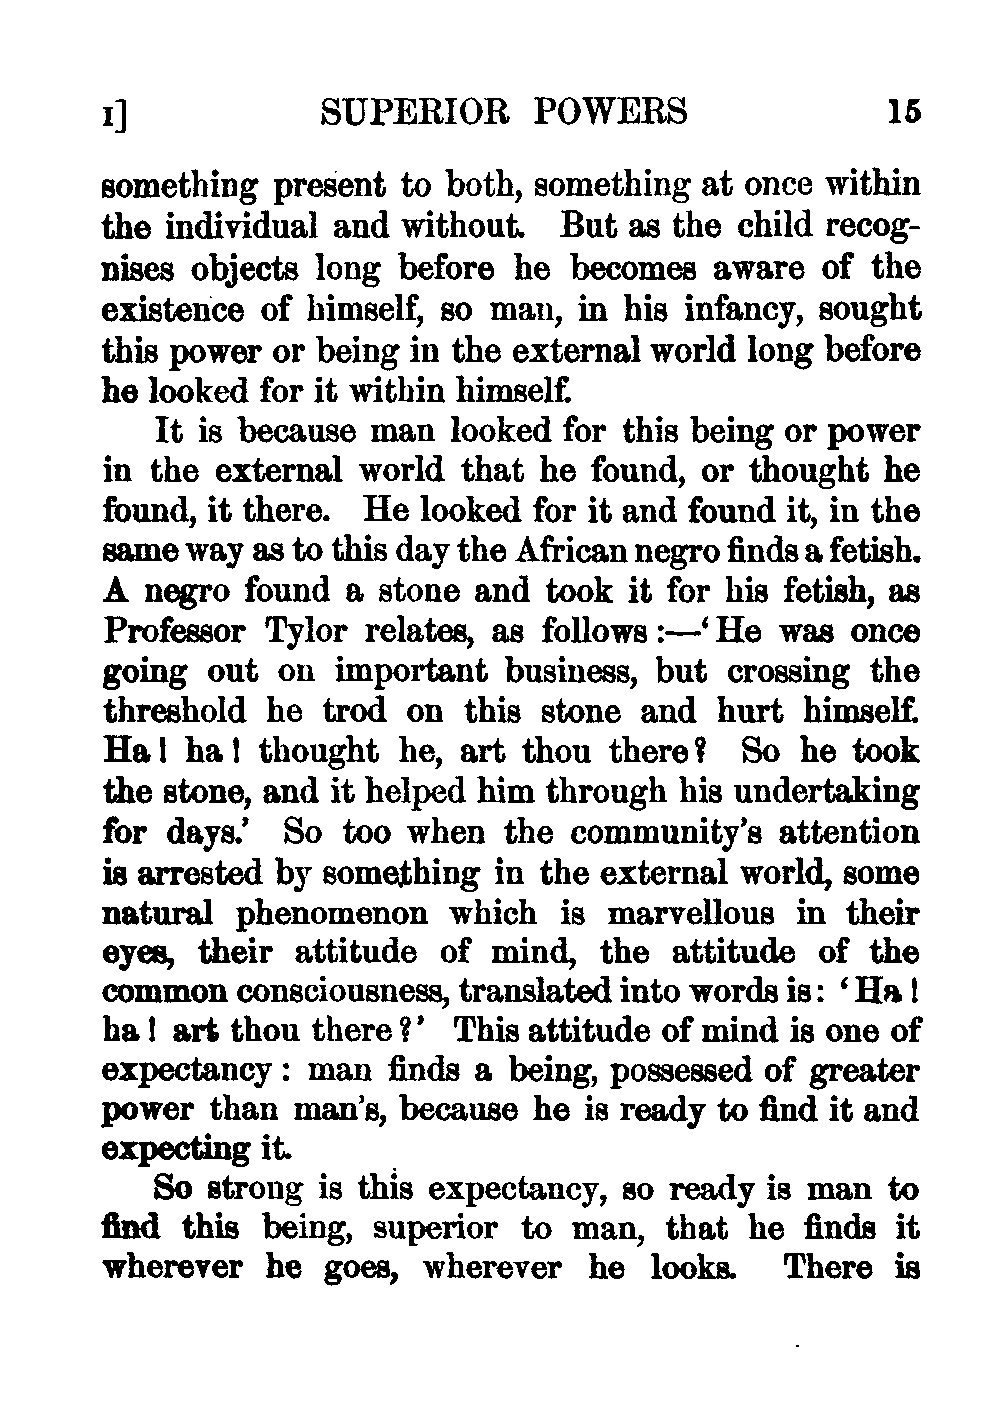 I] SUPERIOR POWERS 15
something present to both, something at once within
the individual and without. But as the child recog-
nises objects long before he becomes aware of the
existence of himself, so man, in his infancy, sought
this power or being in the external world long before
he looked for it within himself.
It is because man looked for this being or power
in the external world that he found, or thought he
found, it there. He looked for it and found it, in the
same way as to this day the African negro finds a fetish.
A negro found a stone and took it for his fetish, as
Professor Tylor relates, as follows:—‘He was once
going out on important business, but crossing the
threshold he trod on this stone and hurt himself.
Ha! ha! thought he, art thou there? So he took
the stone, and it helped him through his undertaking
for days.’ So too when the community’s attention
is arrested by something in the external world, some
natural phenomenon which is marvellous in their
eyes, their attitude of mind, the attitude of the
common consciousness, translated into words is: ‘Ha!
ha! art thou there?’ This attitude of mind is one of
expectancy: man finds a being, possessed of greater
power than man’s, because he is ready to find it and
expecting it.
So strong is this expectancy, so ready is man to
find this being, superior to man, that he finds it
wherever he goes, wherever he looks. There is